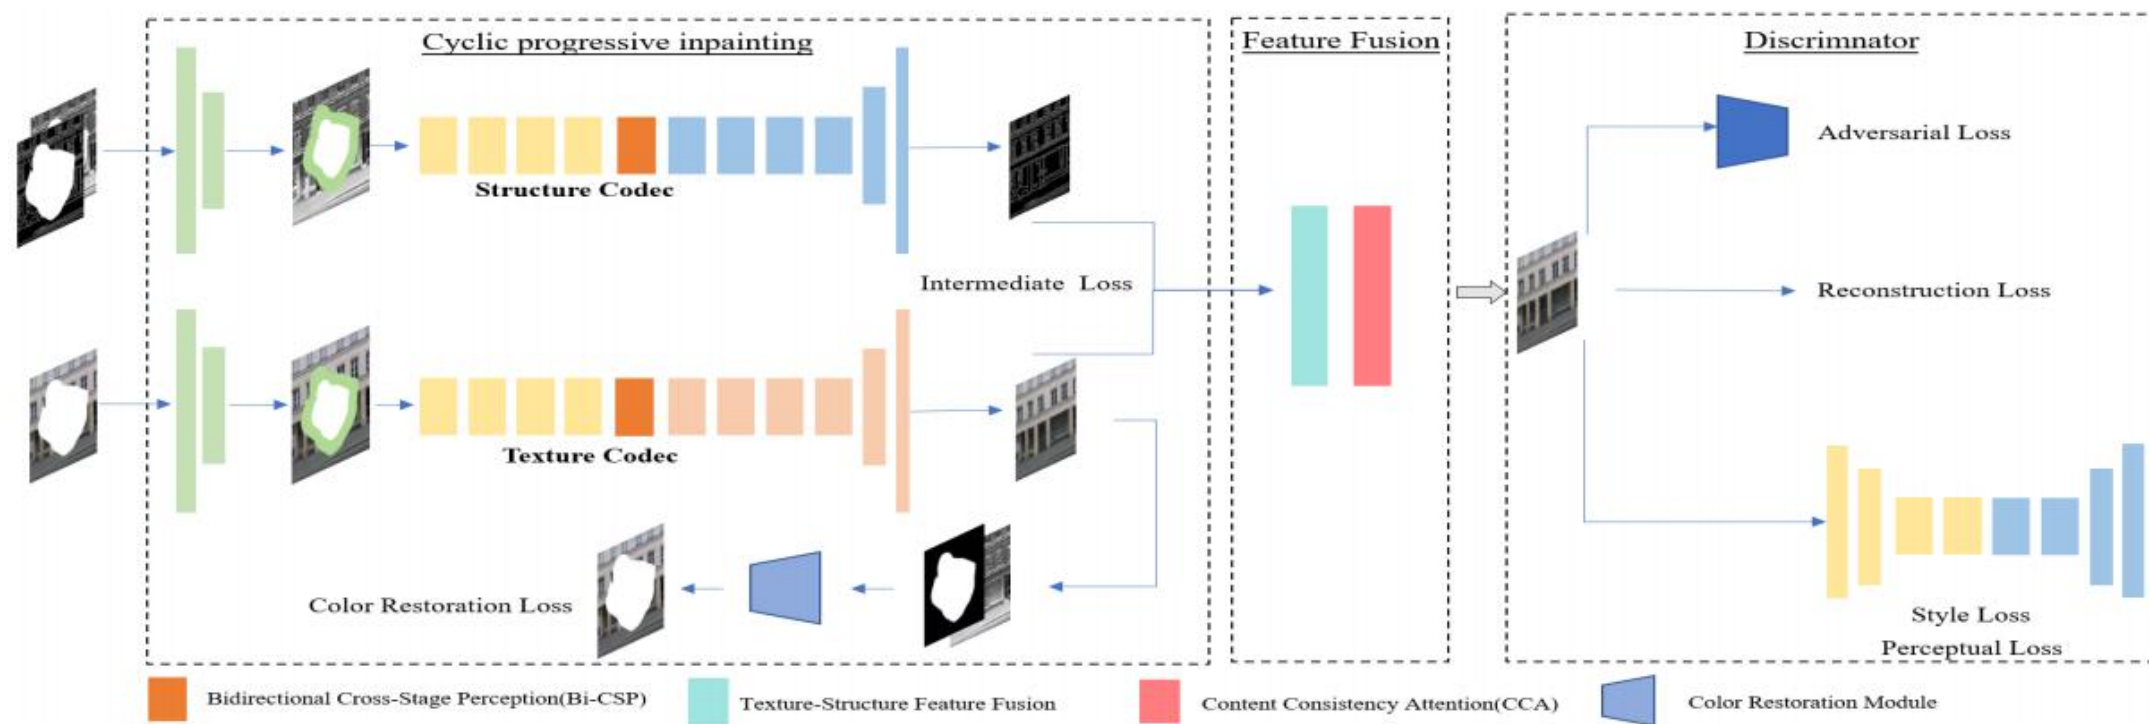 Cyclic progressive inpainting
Feature Fusion
Discrimnator
Structure Codec
Adversarial Loss
Intermediate Loss
Reconstruction Loss
Texture Codec
Color Restoration Loss
Style Loss
Perceptual Loss
Bidirectional Cross-Stage Perception(Bi-CSP)
Texture-Structure Feature Fusion
Content Consistency Attention(CCA)
Color Restoration Module